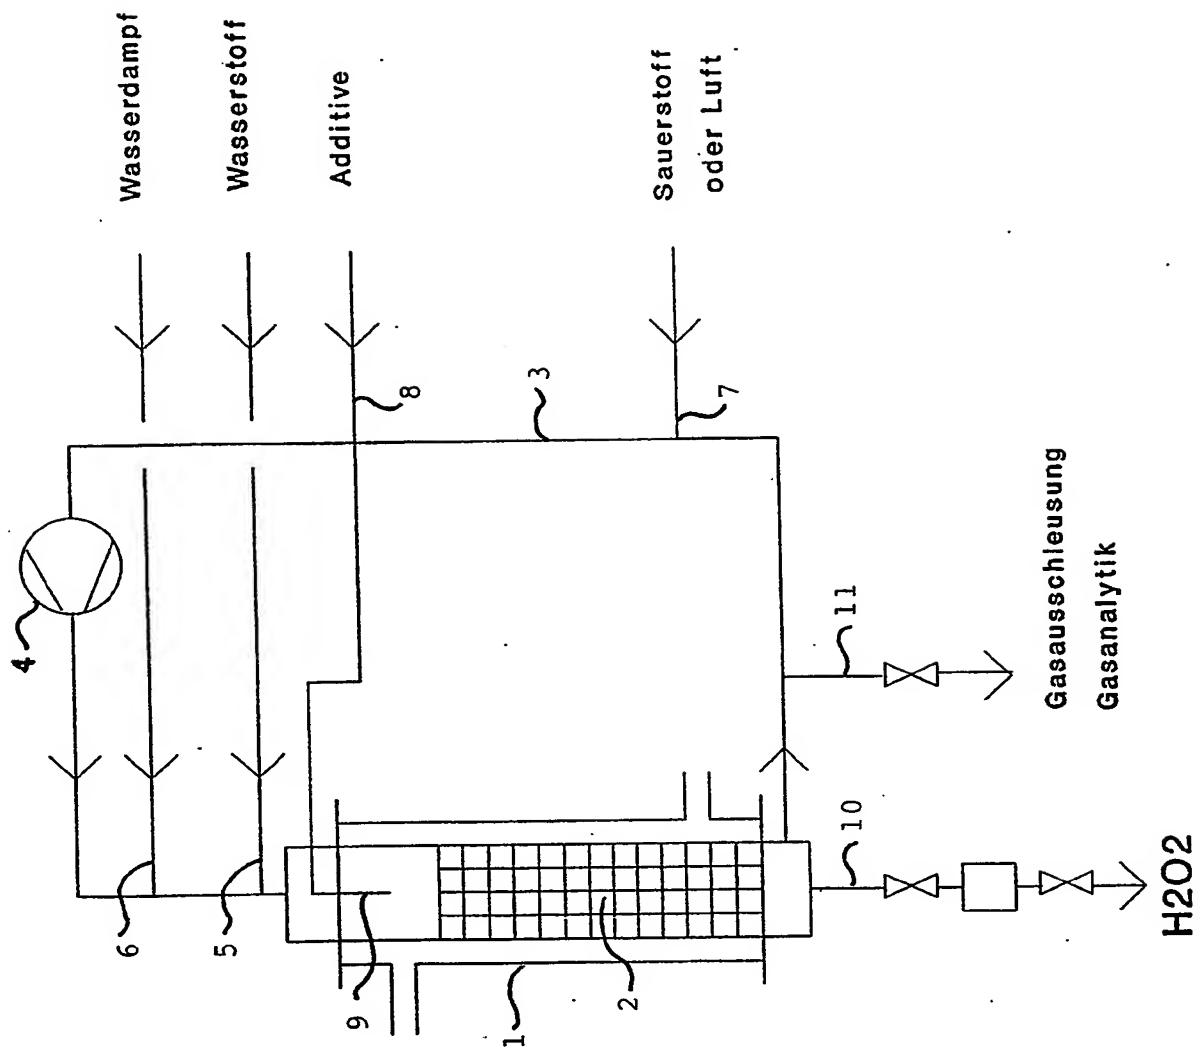 Wasserdampf
Wasserstoff
Additive
Sauerstoff
oder Luft
4
8
3
7
6
5
9
1
2
10
11
Gasausschleusung
Gasanalytik
H2O2